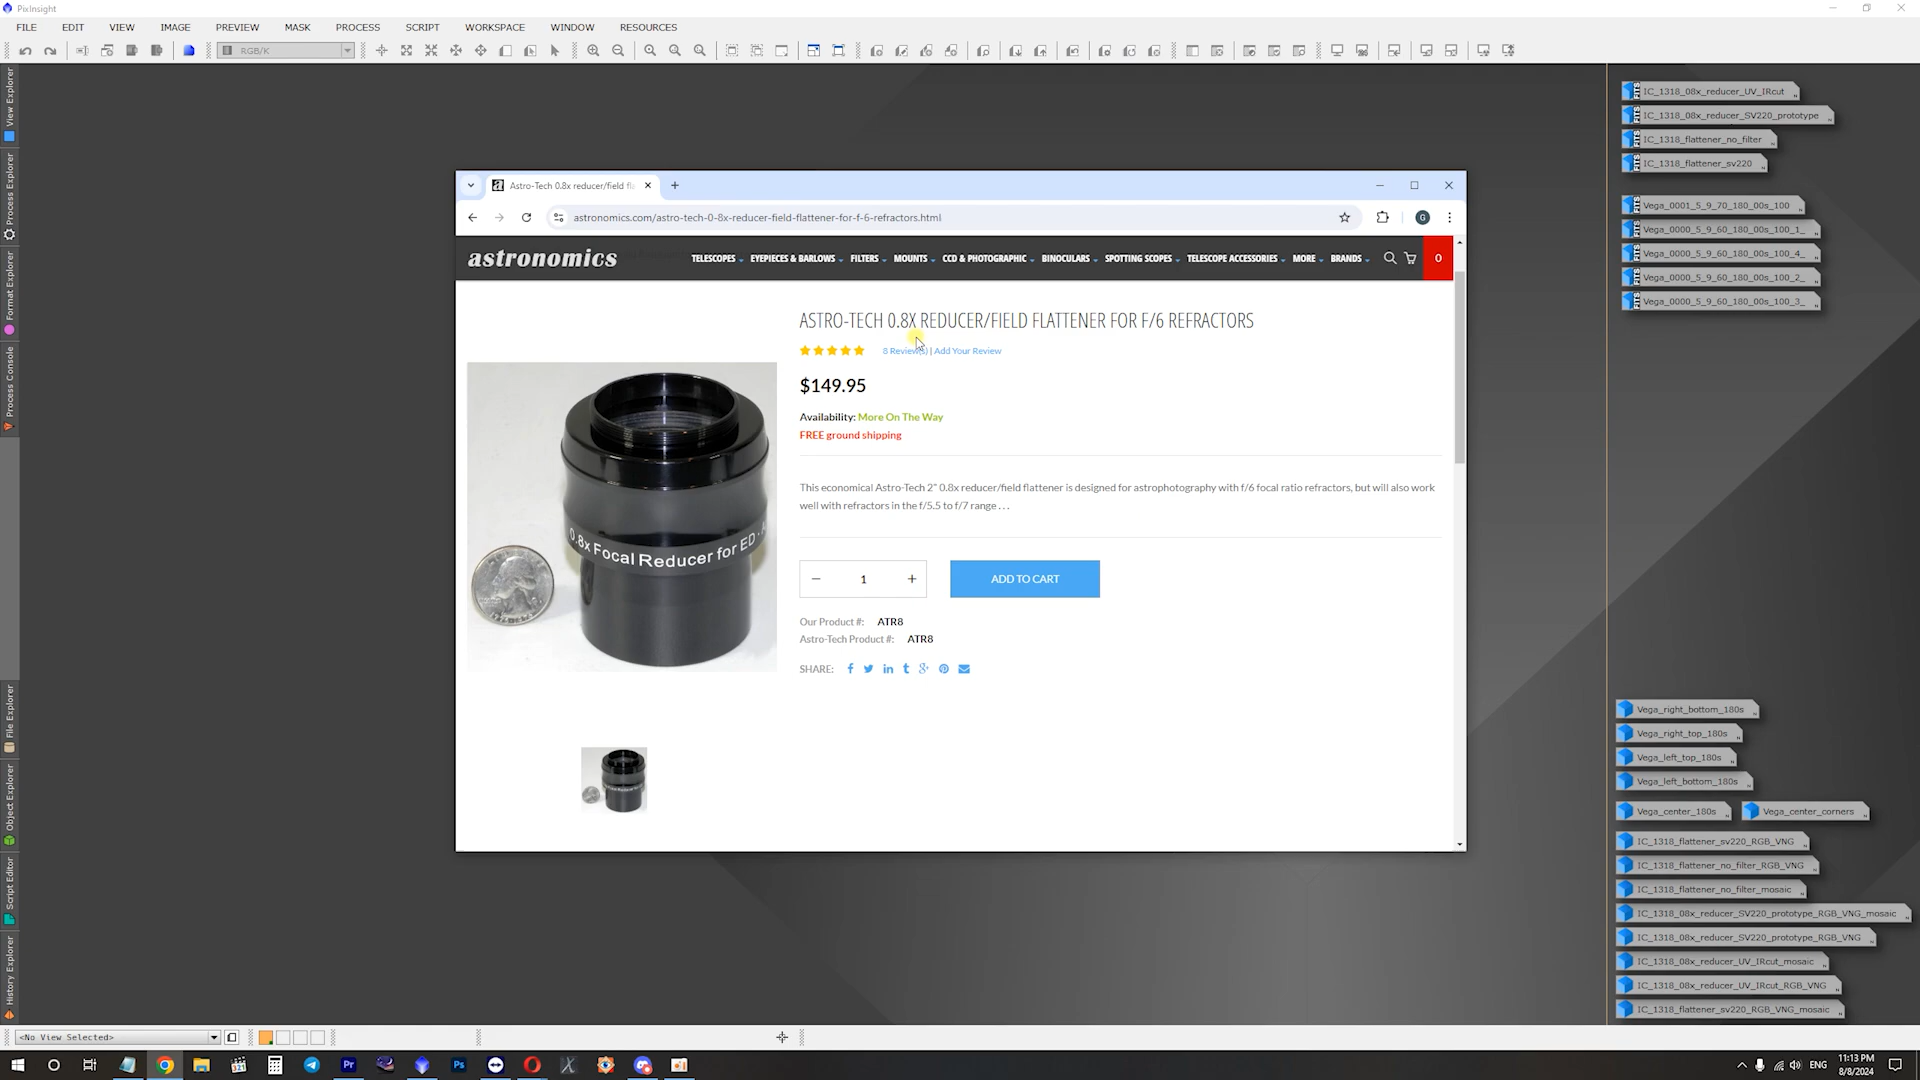 PixInsight
FILE EDIT VIEW IMAGE PREVIEW MASK PROCESS SCRIPT WORKSPACE WINDOW RESOURCES
RGB/K
View Explorer
Process Explorer
Format Explorer
Process Console
File Explorer
Object Explorer
Script Editor
History Explorer
Astro-Tech 0.8x reducer/field fl
astronomics.com/astro-tech-0-8x-reducer-field-flattener-for-f-6-refractors.html
G
astronomics
TELESCOPES EYEPIECES & BARLOWS FILTERS MOUNTS CCD & PHOTOGRAPHIC BINOCULARS SPOTTING SCOPES TELESCOPE ACCESSORIES MORE BRANDS 0
ASTRO-TECH 0.8X REDUCER/FIELD FLATTENER FOR F/6 REFRACTORS
8 Review(s) | Add Your Review
$149.95
Availability: More On The Way
FREE ground shipping
This economical Astro-Tech 2" 0.8x reducer/field flattener is designed for astrophotography with f/6 focal ratio refractors, but will also work
well with refractors in the f/5.5 to f/7 range . . .
− 1 + ADD TO CART
Our Product #: ATR8
Astro-Tech Product #: ATR8
SHARE:
0.8x Focal Reducer for ED
IC_1318_08x_reducer_UV_IRcut
IC_1318_08x_reducer_SV220_prototype
IC_1318_flattener_no_filter
IC_1318_flattener_sv220
Vega_0001_5_9_70_180_00s_100
Vega_0000_5_9_60_180_00s_100_1_
Vega_0000_5_9_60_180_00s_100_4_
Vega_0000_5_9_60_180_00s_100_2_
Vega_0000_5_9_60_180_00s_100_3_
Vega_right_bottom_180s
Vega_right_top_180s
Vega_left_top_180s
Vega_left_bottom_180s
Vega_center_180s Vega_center_corners
IC_1318_flattener_sv220_RGB_VNG
IC_1318_flattener_no_filter_RGB_VNG
IC_1318_flattener_no_filter_mosaic
IC_1318_08x_reducer_SV220_prototype_RGB_VNG_mosaic
IC_1318_08x_reducer_SV220_prototype_RGB_VNG
IC_1318_08x_reducer_UV_IRcut_mosaic
IC_1318_08x_reducer_UV_IRcut_RGB_VNG
IC_1318_flattener_sv220_RGB_VNG_mosaic
<No View Selected>
ENG
11:13 PM
8/8/2024